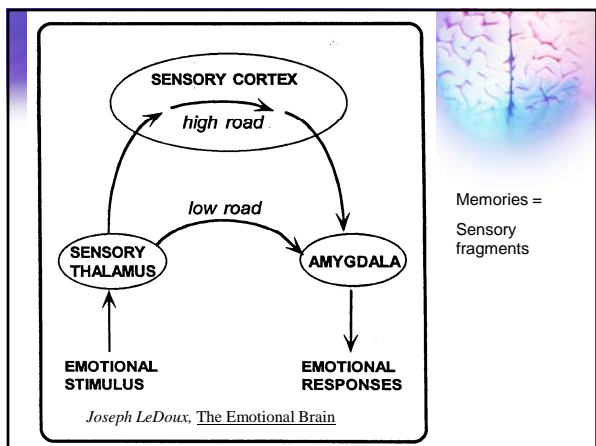 SENSORY CORTEX
high road
low road
SENSORY
THALAMUS
AMYGDALA
EMOTIONAL
STIMULUS
EMOTIONAL
RESPONSES
Joseph LeDoux, The Emotional Brain
Memories =
Sensory
fragments